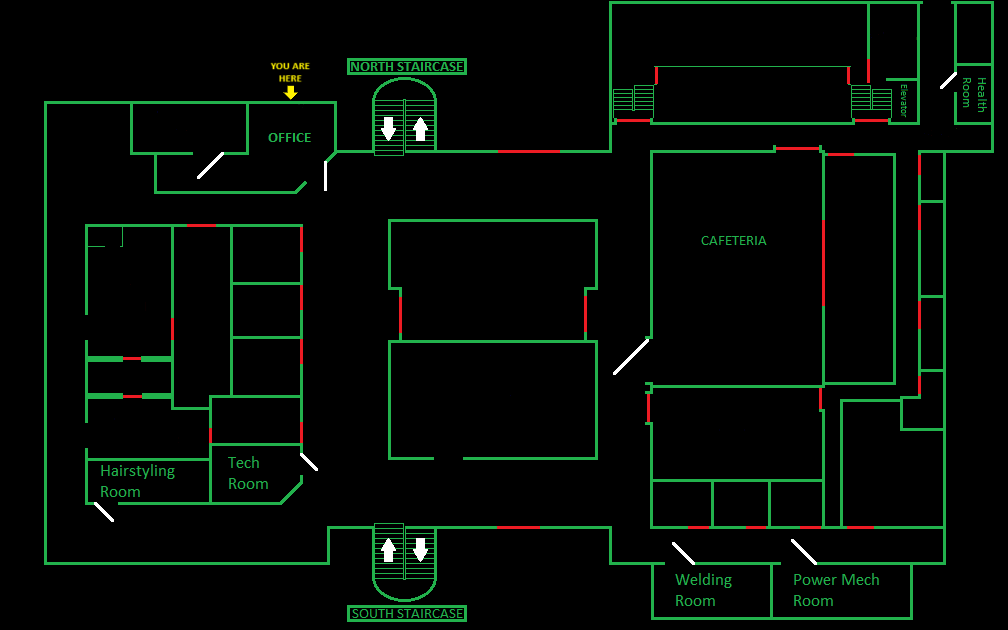 YOU ARE
HERE
NORTH STAIRCASE
OFFICE
Elevator
Health
Room
CAFETERIA
Hairstyling
Room
Tech
Room
SOUTH STAIRCASE
Welding
Room
Power Mech
Room